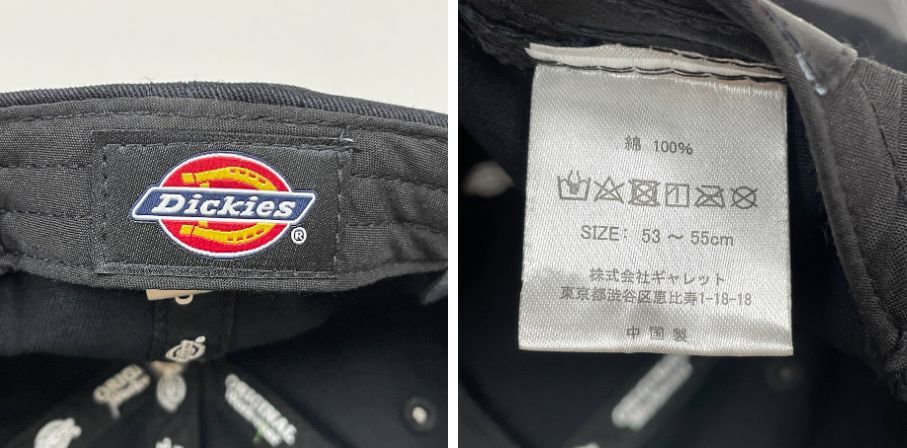 Dickies
®
ORIGINAL
綿 100%
SIZE: 53 ～ 55cm
株式会社ギャレット
東京都渋谷区恵比寿1-18-18
中国製